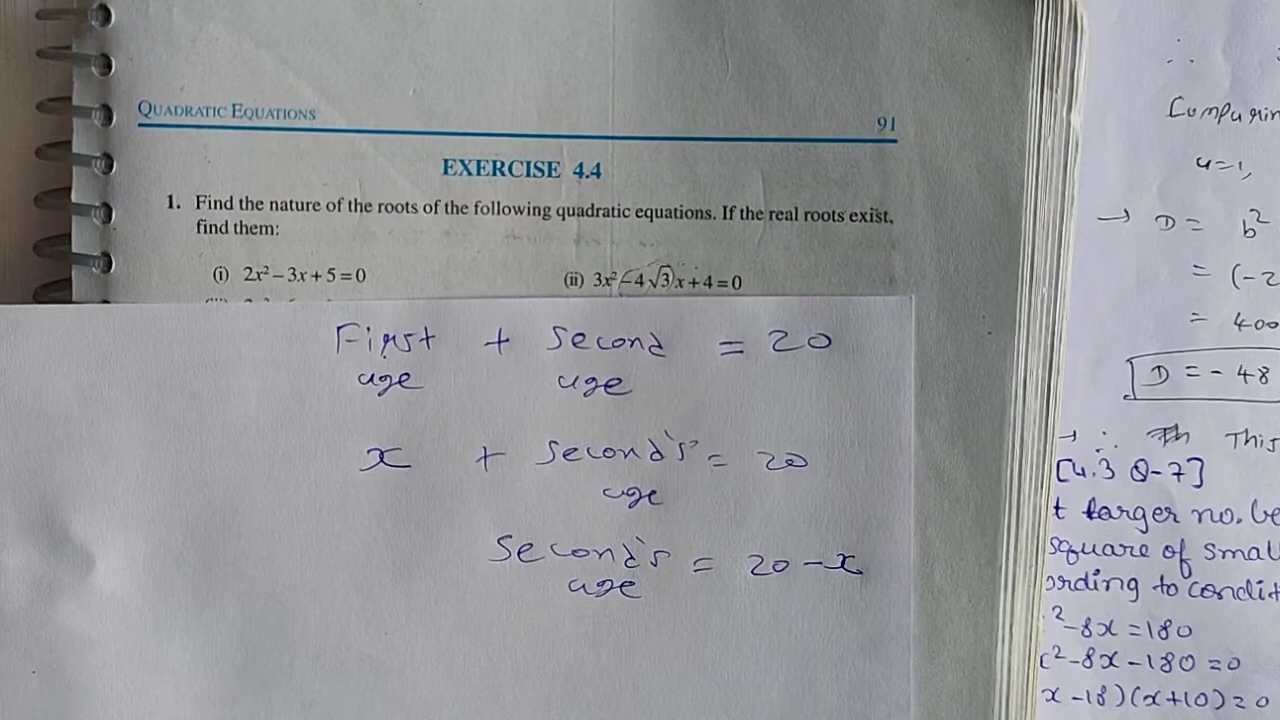 QUADRATIC EQUATIONS 91
EXERCISE 4.4
1. Find the nature of the roots of the following quadratic equations. If the real roots exist,
find them:
(i) 2x² – 3x + 5 = 0 (ii) 3x² – 4√3 x + 4 = 0
First + Second = 20
age age
x + Second's = 20
age
Second's = 20 - x
age
∴
Comparin
a=1,
→ D = b²
= (-2
= 400
D = - 48
→ ∴ This
[4.3 Q-7]
t larger no. be
square of small
ording to condit
²-8x=180
x²-8x-180=0
x-18)(x+10)=0